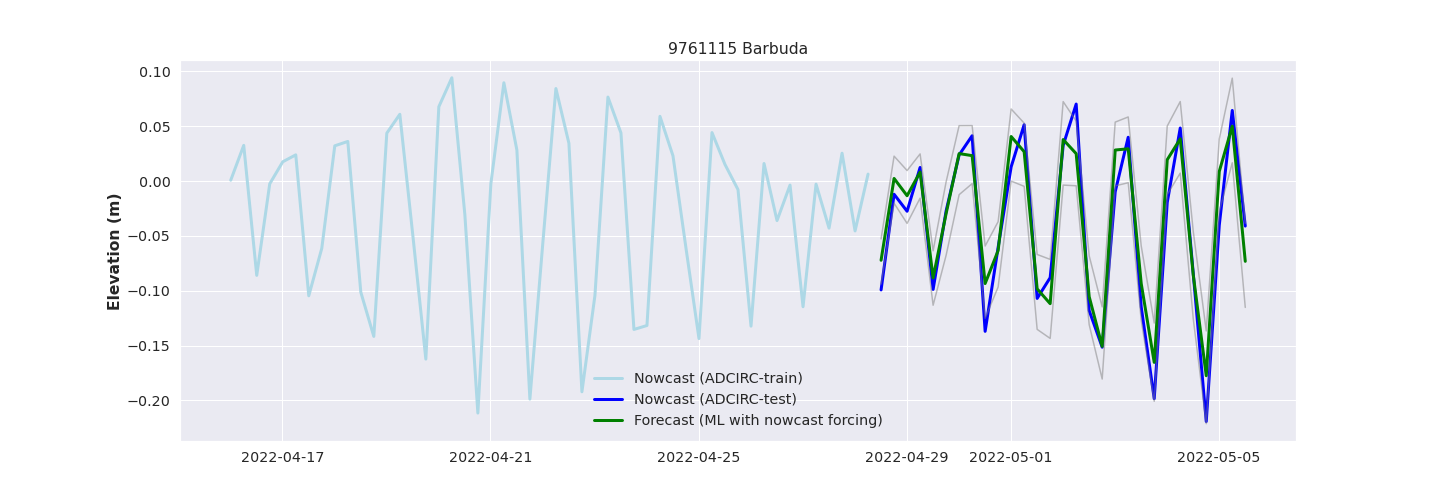 9761115 Barbuda
Elevation (m)
0.10
0.05
0.00
−0.05
−0.10
−0.15
−0.20
Nowcast (ADCIRC-train)
Nowcast (ADCIRC-test)
Forecast (ML with nowcast forcing)
2022-04-17 2022-04-21 2022-04-25 2022-04-29 2022-05-01 2022-05-05